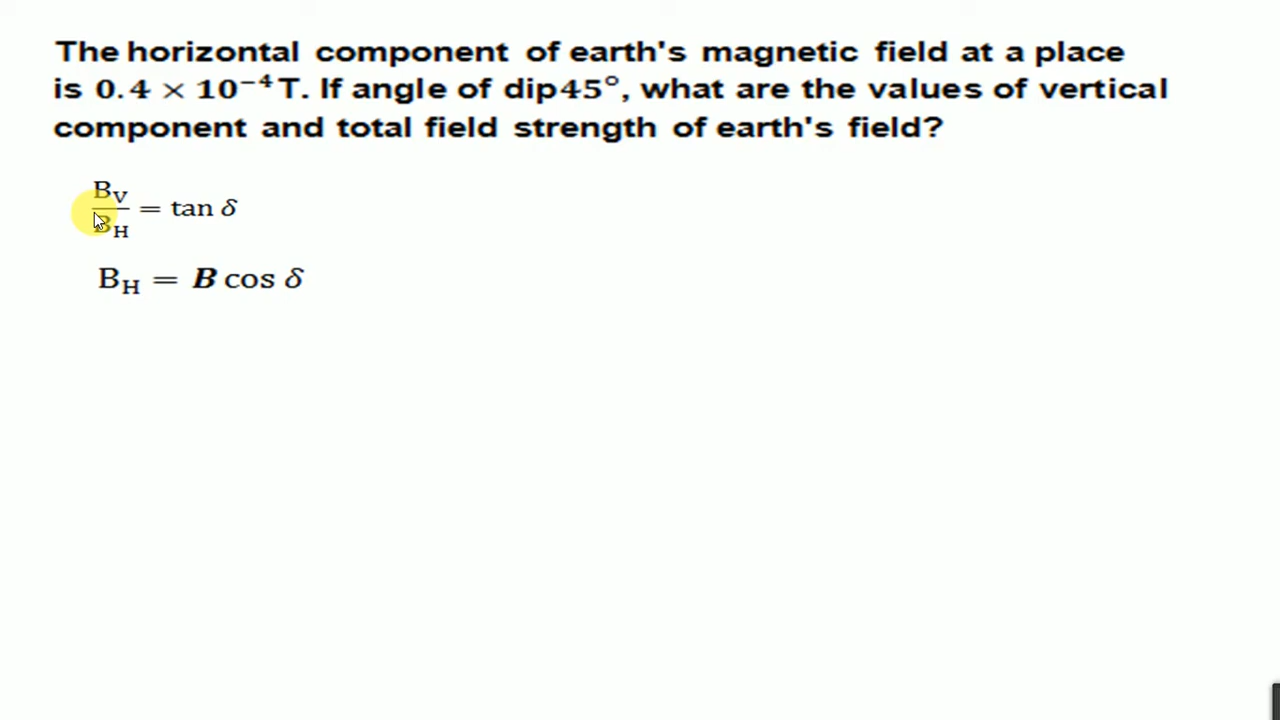 The horizontal component of earth's magnetic field at a place
is 0.4 × 10⁻⁴T. If angle of dip45°, what are the values of vertical
component and total field strength of earth's field?
B_V/B_H = tan δ
B_H = B cos δ